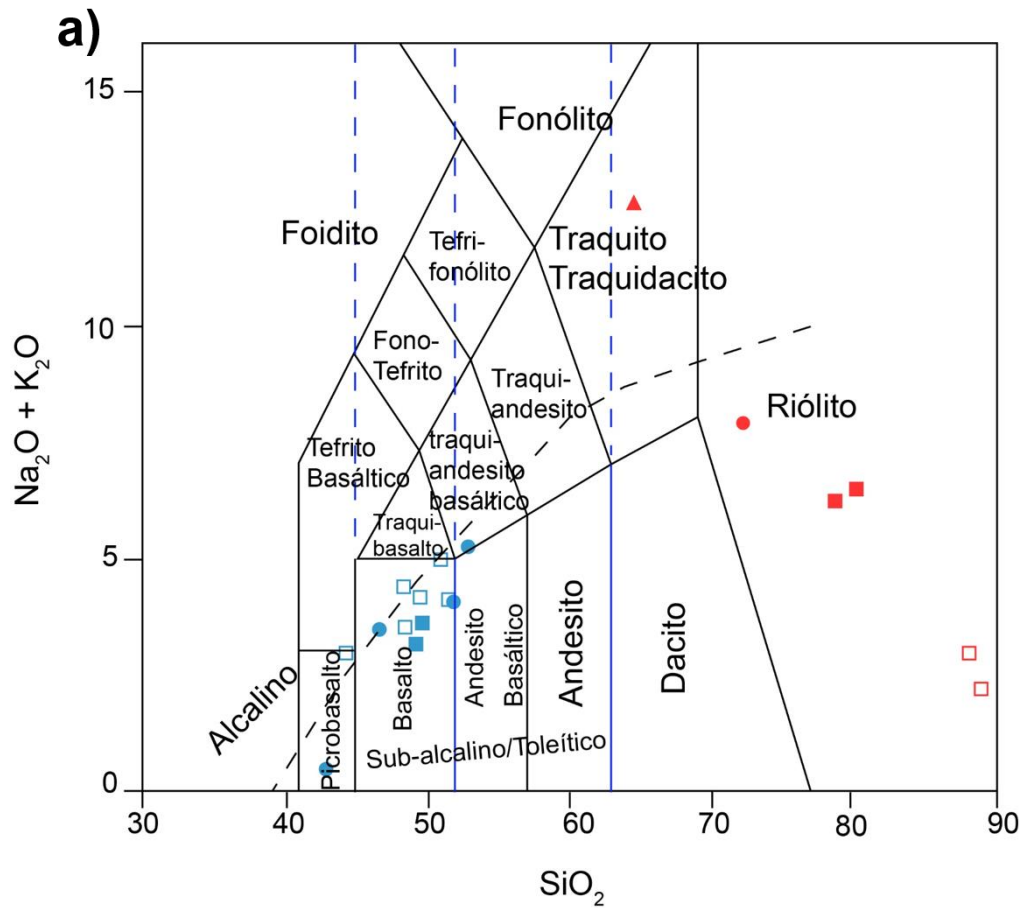 a)
15
10
5
0
Na₂O + K₂O
Fonólito
Foidito
Tefri-
fonólito
Traquito
Traquidacito
Fono-
Tefrito
Traqui-
andesito
Riólito
Tefrito
Basáltico
traqui-
andesito
basáltico
Traqui-
basalto
Alcalino
Picrobasalto
Basalto
Andesito
Basáltico
Andesito
Dacito
Sub-alcalino/Toleítico
30
40
50
60
70
80
90
SiO₂